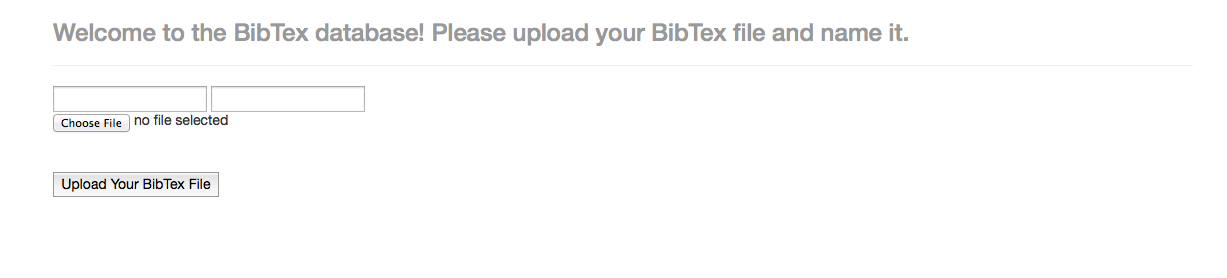 Welcome to the BibTex database! Please upload your BibTex file and name it.
Choose File no file selected
Upload Your BibTex File